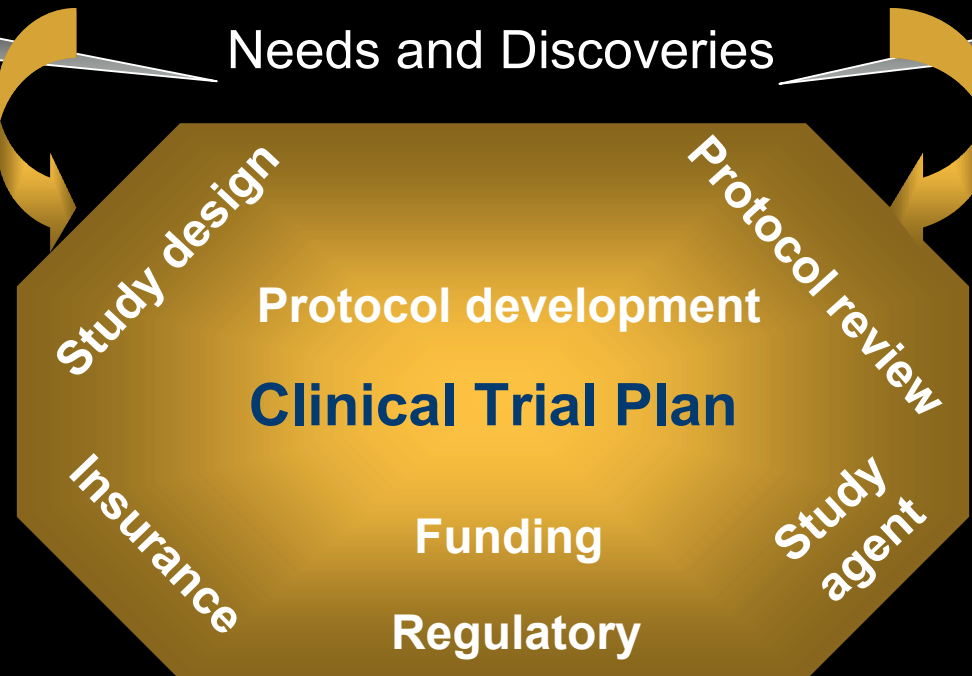 Needs and Discoveries
Study design
Protocol review
Protocol development
Clinical Trial Plan
Insurance
Funding
Study
agent
Regulatory